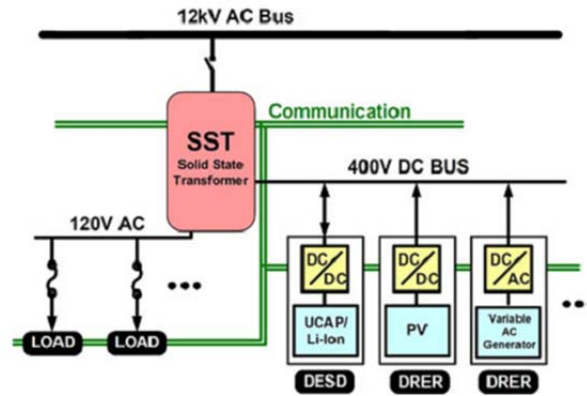 12kV AC Bus
Communication
SST
Solid State
Transformer
400V DC BUS
120V AC
DC/DC
DC/DC
DC/AC
LOAD
LOAD
UCAP/
Li-Ion
PV
Variable
AC
Generator
DESD
DRER
DRER